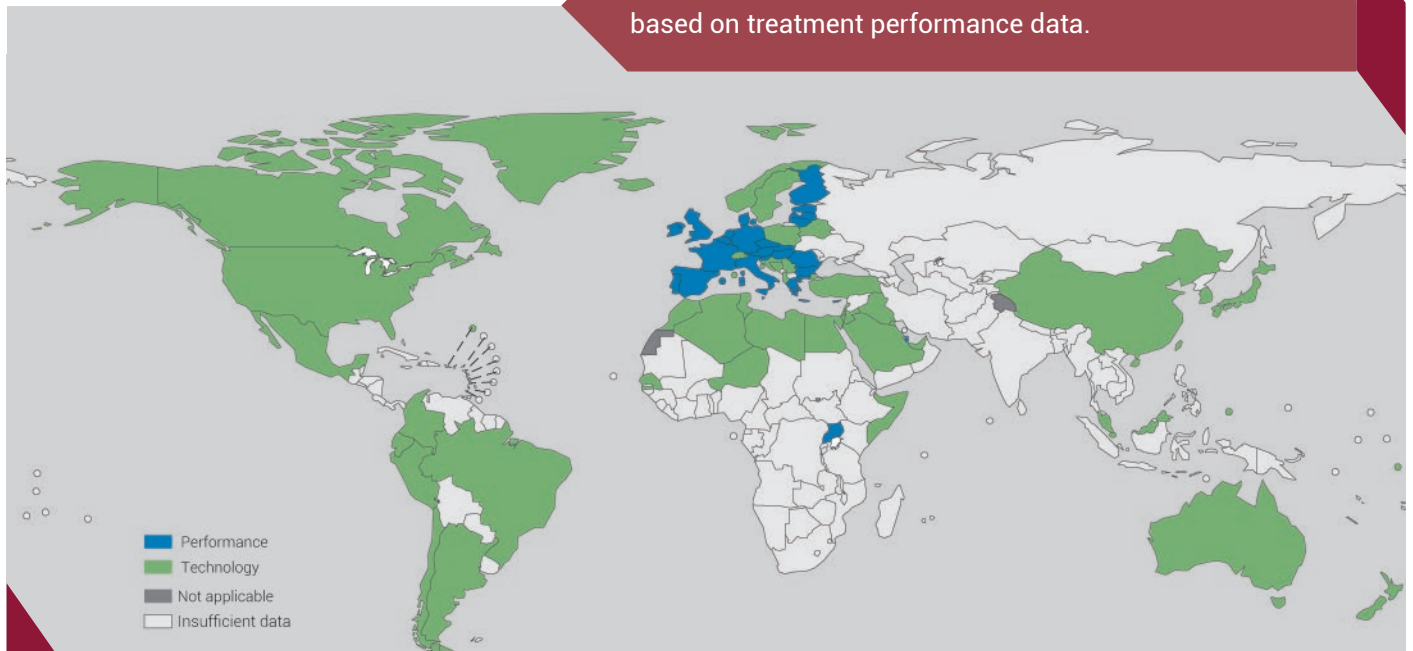 based on treatment performance data.
Performance
Technology
Not applicable
Insufficient data